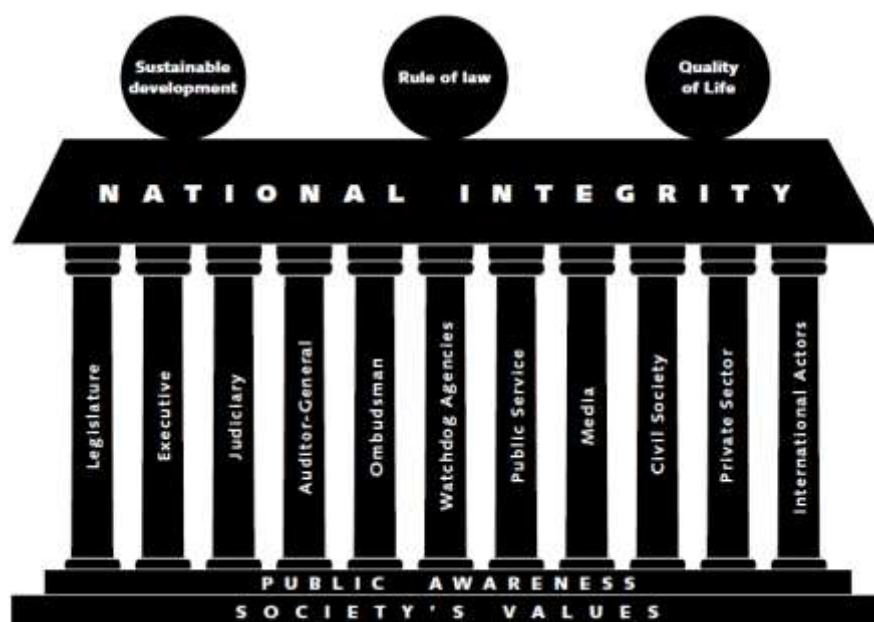 Sustainable
development
Rule of law
Quality
of Life
NATIONAL INTEGRITY
Legislature
Executive
Judiciary
Auditor-General
Ombudsman
Watchdog Agencies
Public Service
Media
Civil Society
Private Sector
International Actors
PUBLIC AWARENESS
SOCIETY'S VALUES